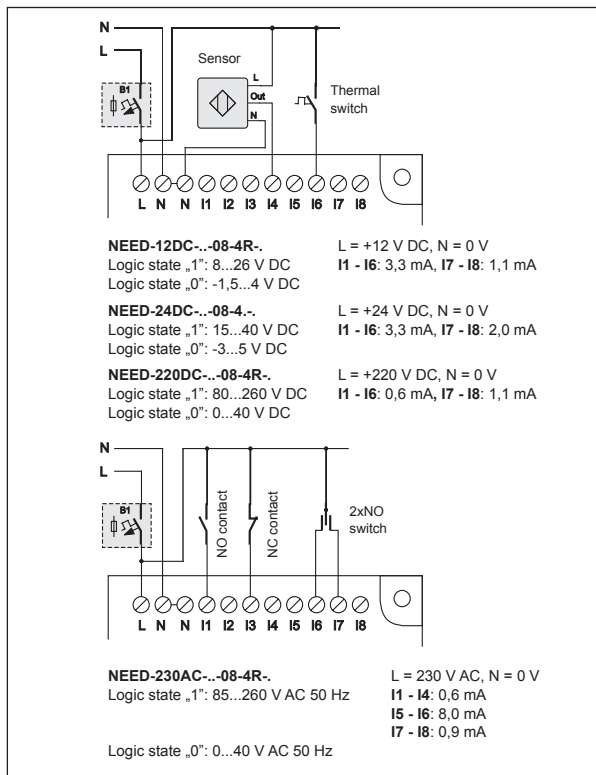 N
L
B1
Sensor
L
Out
N
Thermal
switch
L N N I1 I2 I3 I4 I5 I6 I7 I8
NEED-12DC-..-08-4R-. L = +12 V DC, N = 0 V
Logic state „1": 8...26 V DC I1 - I6: 3,3 mA, I7 - I8: 1,1 mA
Logic state „0": -1,5...4 V DC
NEED-24DC-..-08-4.-. L = +24 V DC, N = 0 V
Logic state „1": 15...40 V DC I1 - I6: 3,3 mA, I7 - I8: 2,0 mA
Logic state „0": -3...5 V DC
NEED-220DC-..-08-4R-. L = +220 V DC, N = 0 V
Logic state „1": 80...260 V DC I1 - I6: 0,6 mA, I7 - I8: 1,1 mA
Logic state „0": 0...40 V DC
N
L
B1
NO contact
NC contact
2xNO
switch
L N N I1 I2 I3 I4 I5 I6 I7 I8
NEED-230AC-..-08-4R-. L = 230 V AC, N = 0 V
Logic state „1": 85...260 V AC 50 Hz I1 - I4: 0,6 mA
I5 - I6: 8,0 mA
I7 - I8: 0,9 mA
Logic state „0": 0...40 V AC 50 Hz